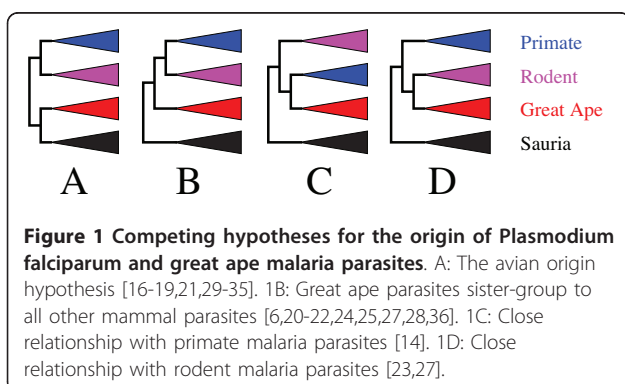 Primate
Rodent
Great Ape
Sauria
A B C D
Figure 1 Competing hypotheses for the origin of Plasmodium
falciparum and great ape malaria parasites. A: The avian origin
hypothesis [16-19,21,29-35]. 1B: Great ape parasites sister-group to
all other mammal parasites [6,20-22,24,25,27,28,36]. 1C: Close
relationship with primate malaria parasites [14]. 1D: Close
relationship with rodent malaria parasites [23,27].